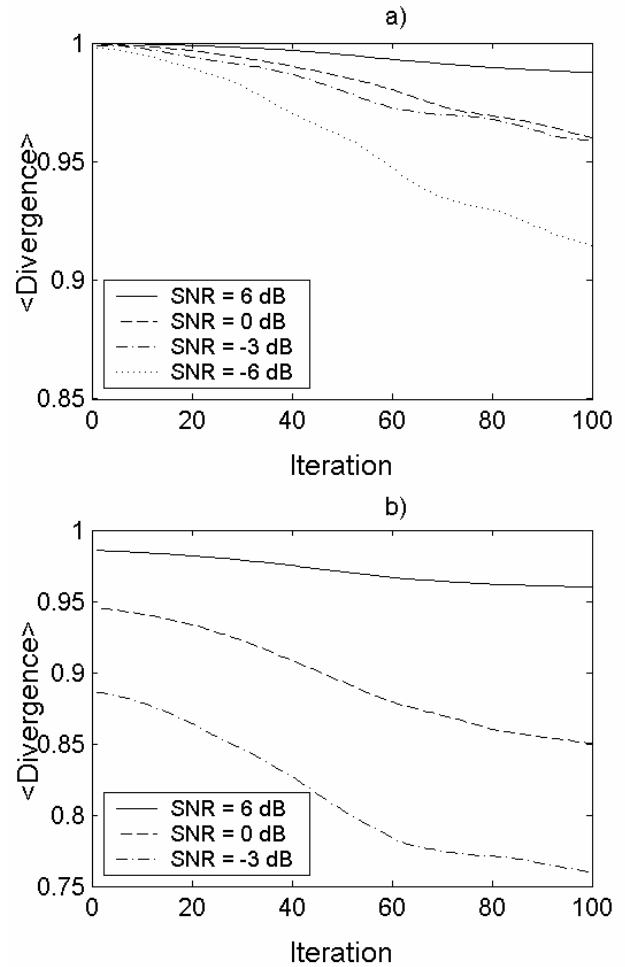 a)
1
0.95
0.9
0.85
<Divergence>
SNR = 6 dB
SNR = 0 dB
SNR = -3 dB
SNR = -6 dB
0 20 40 60 80 100
Iteration
b)
1
0.95
0.9
0.85
0.8
0.75
<Divergence>
SNR = 6 dB
SNR = 0 dB
SNR = -3 dB
0 20 40 60 80 100
Iteration